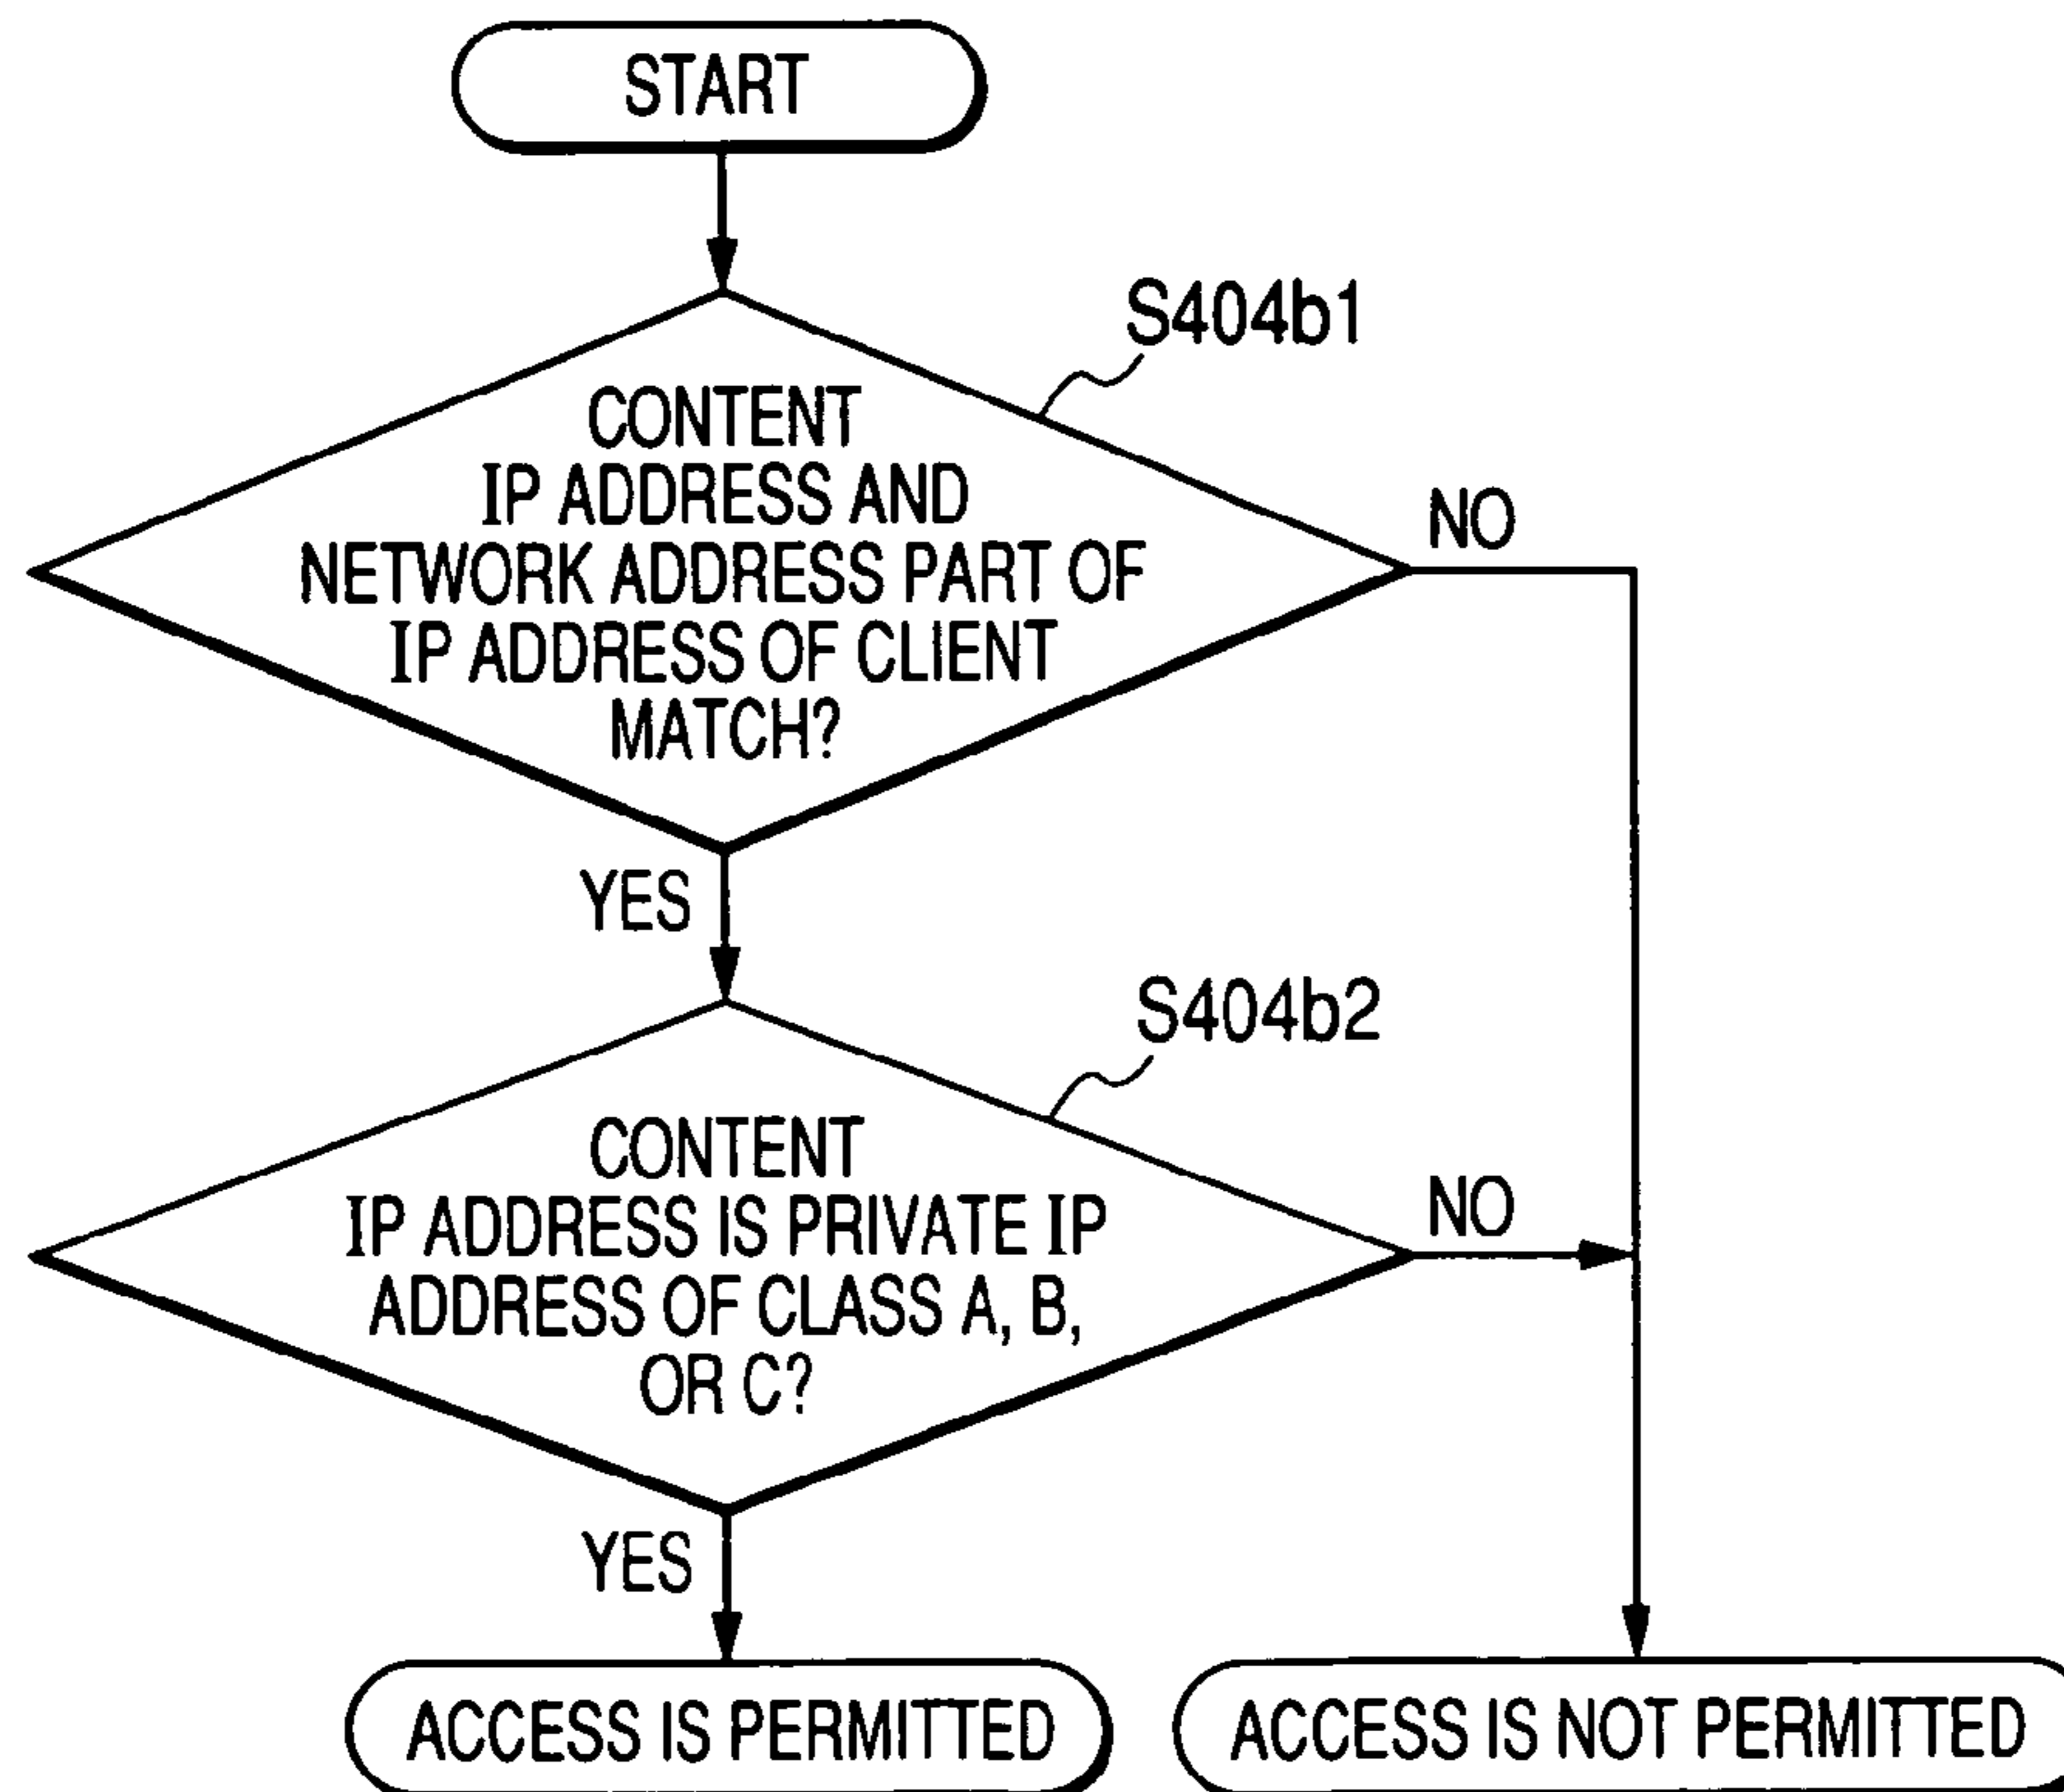 START
S404b1
CONTENT
IP ADDRESS AND
NETWORK ADDRESS PART OF
IP ADDRESS OF CLIENT
MATCH?
NO
YES
S404b2
CONTENT
IP ADDRESS IS PRIVATE IP
ADDRESS OF CLASS A, B,
OR C?
NO
YES
ACCESS IS PERMITTED
ACCESS IS NOT PERMITTED